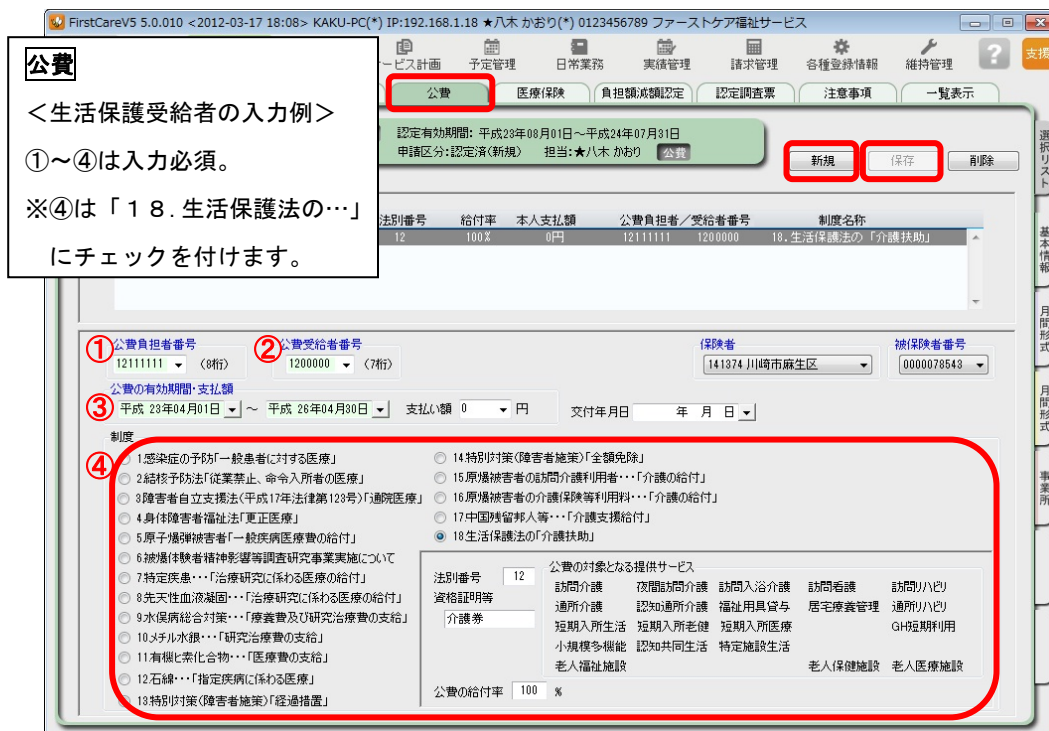 FirstCareV5 5.0.010 <2012-03-17 18:08> KAKU-PC(*) IP:192.168.1.18 ★八木 かおり(*) 0123456789 ファーストケア福祉サービス
公費
＜生活保護受給者の入力例＞
①～④は入力必須。
※④は「１８.生活保護法の…」
にチェックを付けます。
ービス計画 予定管理 日常業務 実績管理 請求管理 各種登録情報 維持管理 ? 支援
公費 医療保険 負担額減額認定 認定調査票 注意事項 一覧表示
認定有効期間: 平成23年08月01日～平成24年07月31日
申請区分:認定済(新規) 担当:★八木 かおり 公費
新規 保存 削除
法別番号 給付率 本人支払額 公費負担者／受給者番号 制度名称
12 100% 0円 12111111 1200000 18.生活保護法の「介護扶助」
① 公費負担者番号 ② 公費受給者番号 保険者 被保険者番号
12111111 (8桁) 1200000 (7桁) 141374 川崎市麻生区 0000078543
公費の有効期間・支払額
③ 平成 23年04月01日 ～ 平成 26年04月30日 支払い額 0 円 交付年月日 年 月 日
制度
④
1.感染症の予防「一般患者に対する医療」
2.結核予防法「従業禁止、命令入所者の医療」
3.障害者自立支援法(平成17年法律第123号)「通院医療」
4.身体障害者福祉法「更正医療」
5.原子爆弾被害者「一般疾病医療費の給付」
6.被爆体験者精神影響等調査研究事業実施について
7.特定疾患・・・「治療研究に係わる医療の給付」
8.先天性血液凝固・・・「治療研究に係わる医療の給付」
9.水俣病総合対策・・・「療養費及び研究治療費の支給」
10.メチル水銀・・・「研究治療費の支給」
11.有機ヒ素化合物・・・「医療費の支給」
12.石綿・・・「指定疾病に係わる医療」
13.特別対策(障害者施策)「経過措置」
14.特別対策(障害者施策)「全額免除」
15.原爆被害者の訪問介護利用者・・・「介護の給付」
16.原爆被害者の介護保険等利用料・・・「介護の給付」
17.中国残留邦人等・・・「介護支援給付」
18.生活保護法の「介護扶助」
法別番号 12
資格証明等
介護券
公費の給付率 100 %
公費の対象となる提供サービス
訪問介護 夜間訪問介護 訪問入浴介護 訪問看護 訪問リハビリ
通所介護 認知通所介護 福祉用具貸与 居宅療養管理 通所リハビリ
短期入所生活 短期入所老健 短期入所医療 GH短期利用
小規模多機能 認知共同生活 特定施設生活
老人福祉施設 老人保健施設 老人医療施設
選択リスト
基本情報
月間形式
月間形式
事業所